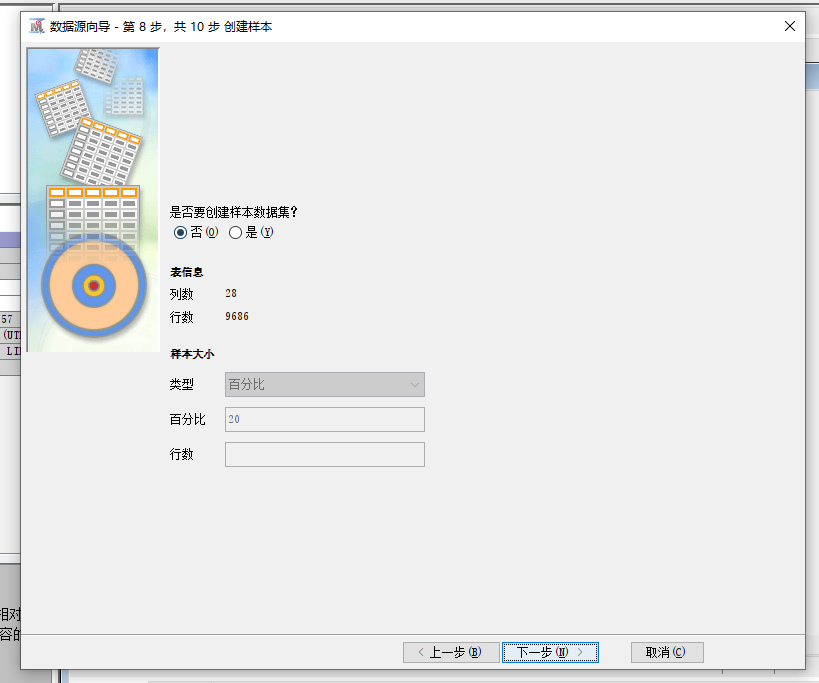 数据源向导 - 第 8 步，共 10 步 创建样本
是否要创建样本数据集?
否(O) 是(Y)
表信息
列数 28
行数 9686
样本大小
类型 百分比
百分比 20
行数
57
(UT
LI
相对
容的
< 上一步(B) 下一步(N) > 取消(C)